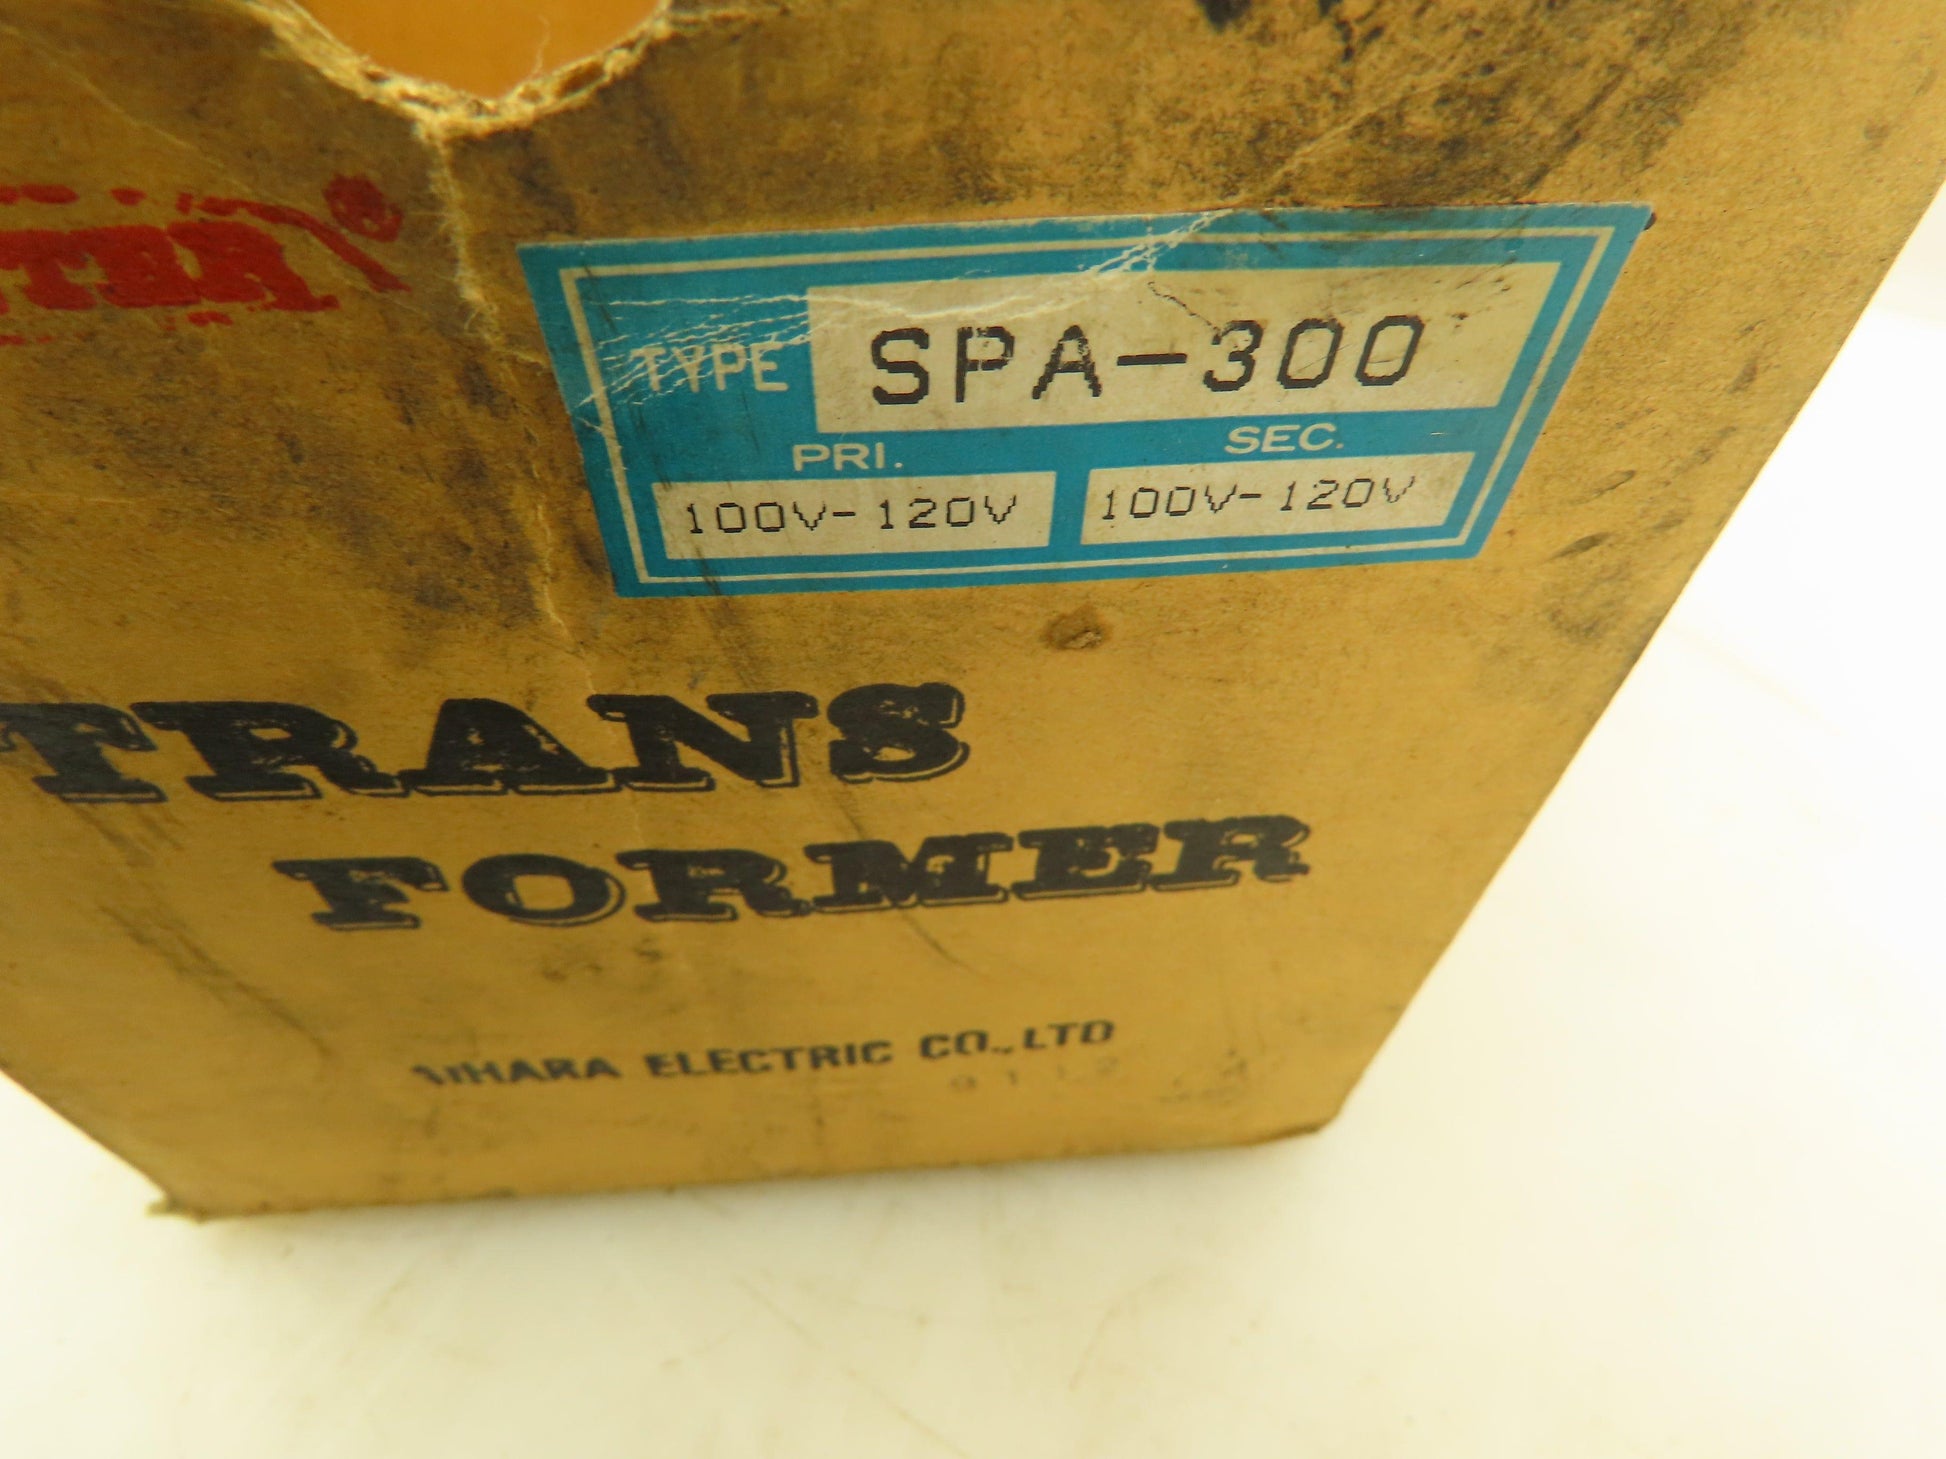 TYPE SPA-300
PRI. SEC.
100V-120V 100V-120V
TRANS
FORMER
ELECTRIC CO., LTD